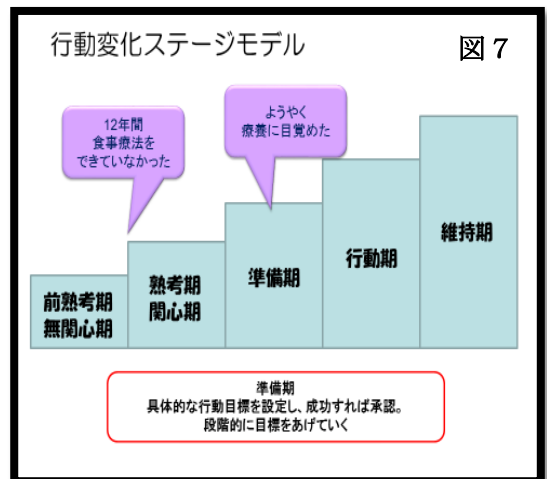 行動変化ステージモデル
図7
12年間
食事療法を
できていなかった
ようやく
療養に目覚めた
前熟考期
無関心期
熟考期
関心期
準備期
行動期
維持期
準備期
具体的な行動目標を設定し、成功すれば承認。
段階的に目標をあげていく